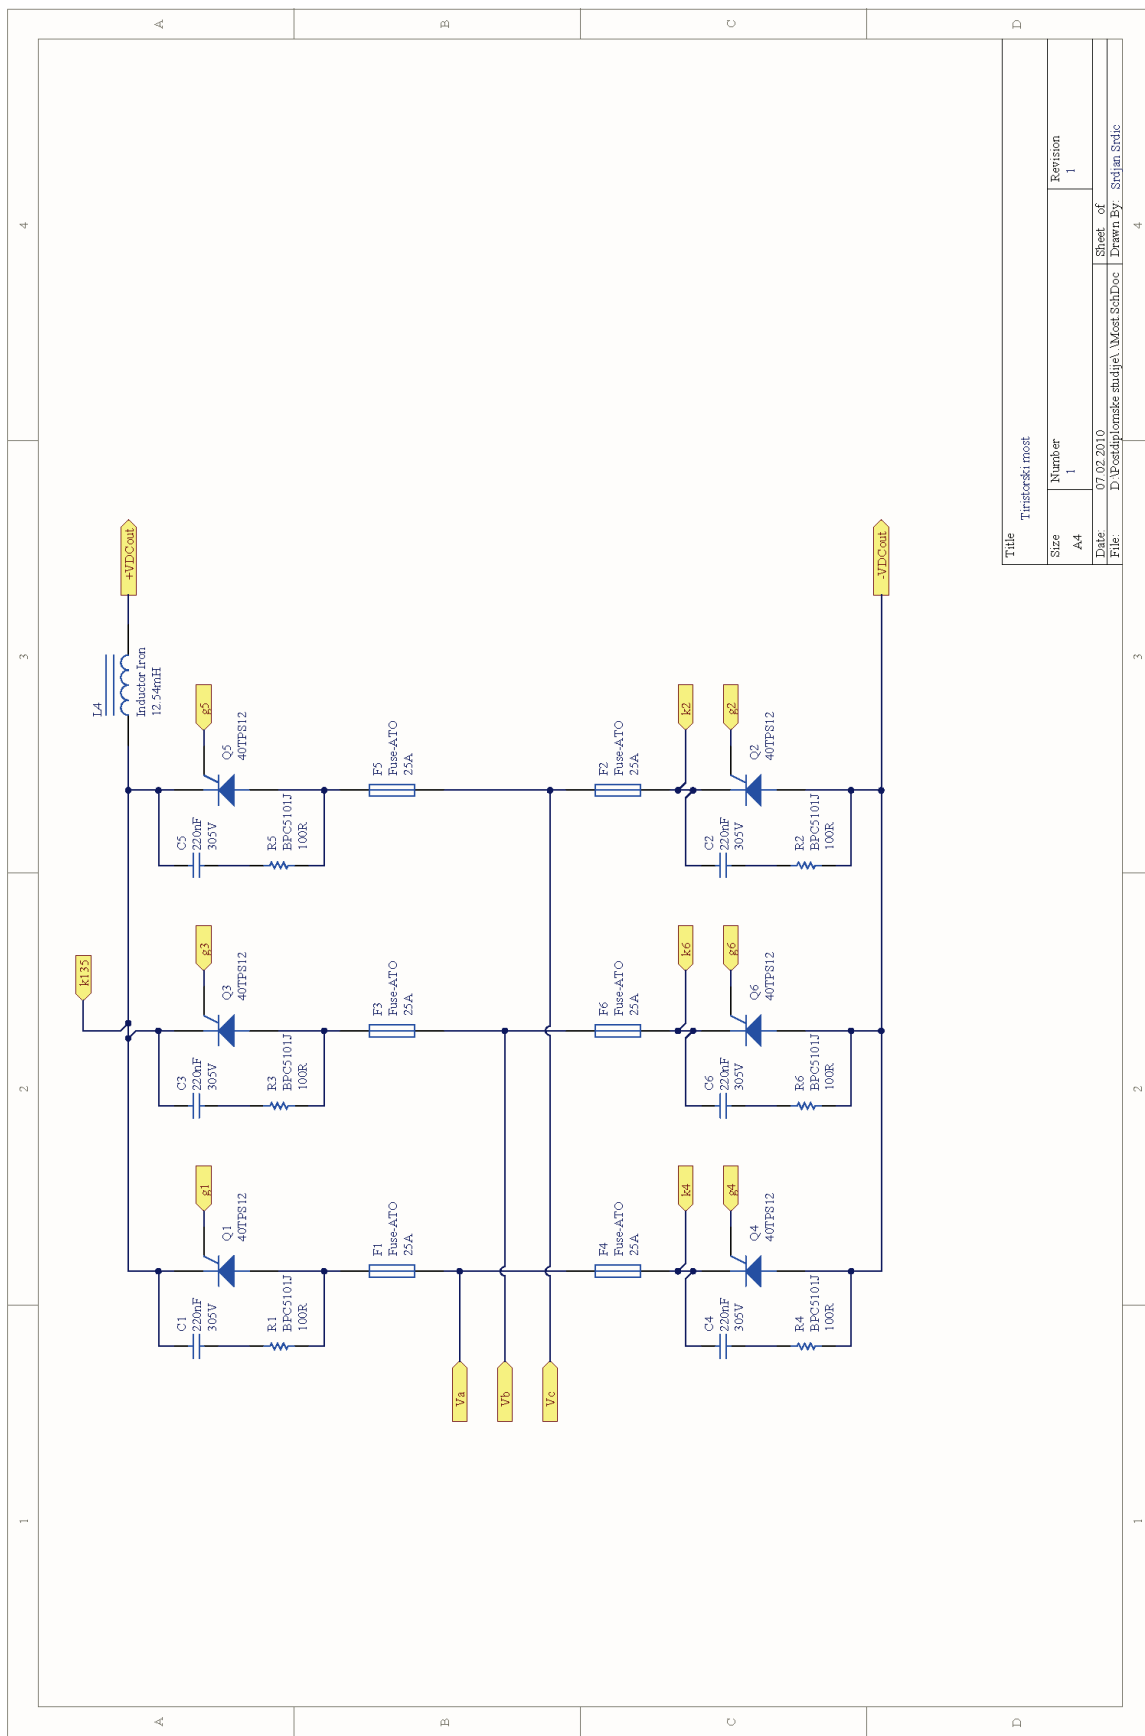 1
2
3
4
A
B
C
D
k135
L4
Inductor Iron
12.54mH
+VDCout
C1
220nF
305V
R1
BPC5101J
100R
g1
Q1
40TPS12
C3
220nF
305V
R3
BPC5101J
100R
g3
Q3
40TPS12
C5
220nF
305V
R5
BPC5101J
100R
g5
Q5
40TPS12
F1
Fuse-ATO
25A
F3
Fuse-ATO
25A
F5
Fuse-ATO
25A
Va
Vb
Vc
F4
Fuse-ATO
25A
F6
Fuse-ATO
25A
F2
Fuse-ATO
25A
k4
C4
220nF
305V
R4
BPC5101J
100R
g4
Q4
40TPS12
k6
C6
220nF
305V
R6
BPC5101J
100R
g6
Q6
40TPS12
k2
C2
220nF
305V
R2
BPC5101J
100R
g2
Q2
40TPS12
-VDCout
Title
Tiristorski most
Size
A4
Number
1
Revision
1
Date: 07.02.2010 Sheet of
File: D:\Postdiplomske studije\..\Most.SchDoc Drawn By: Srdjan Srdic
A
B
C
D
1
2
3
4